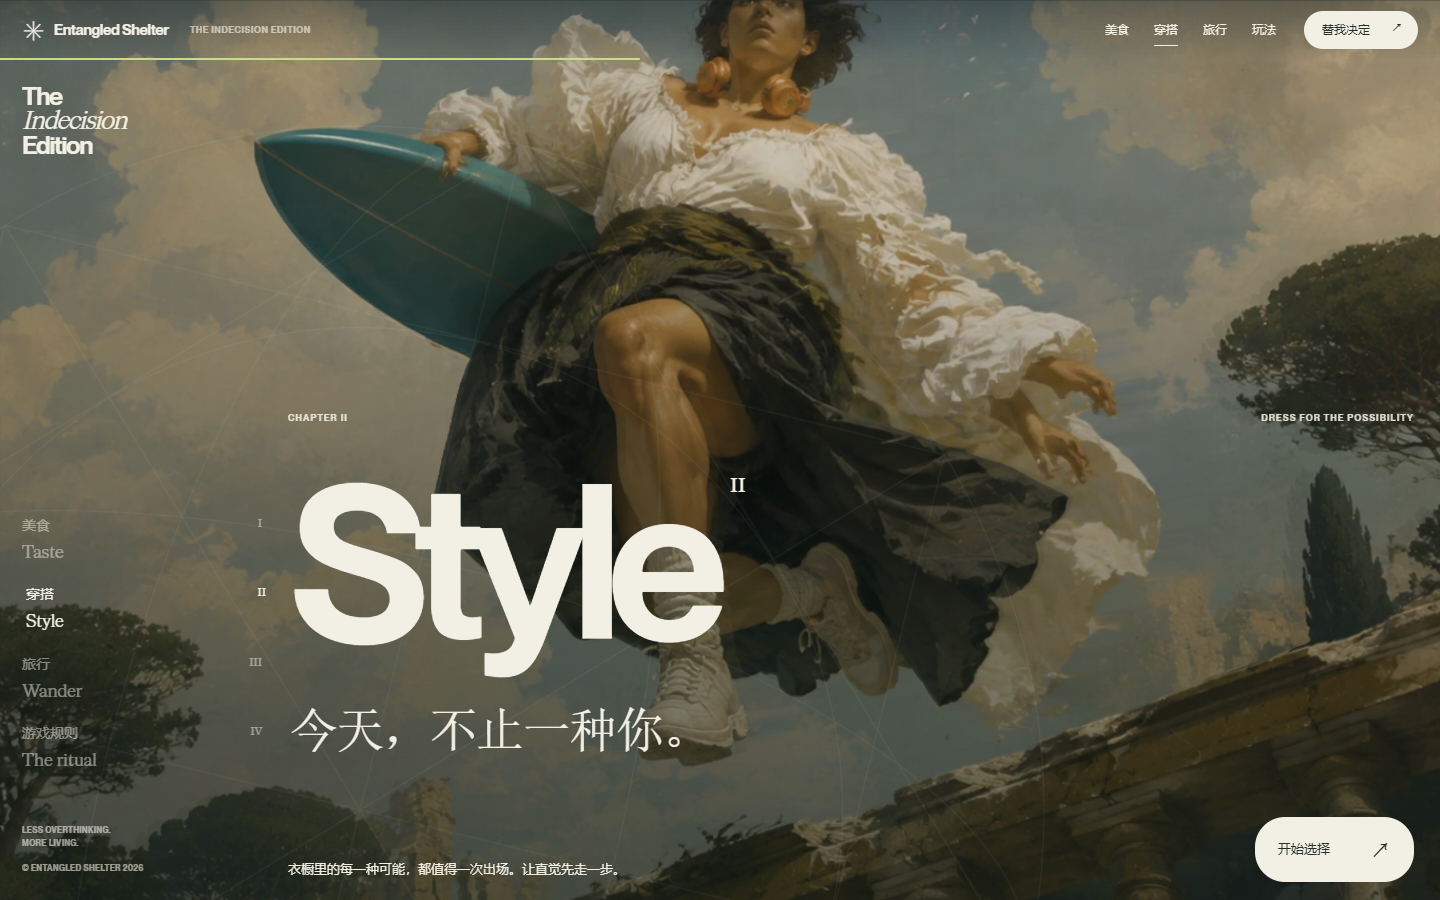 Entangled Shelter
THE INDECISION EDITION
美食
穿搭
旅行
玩法
替我决定
The
Indecision
Edition
CHAPTER II
DRESS FOR THE POSSIBILITY
Style
II
今天，不止一种你。
美食
I
Taste
穿搭
II
Style
旅行
III
Wander
游戏规则
IV
The ritual
LESS OVERTHINKING.
MORE LIVING.
© ENTANGLED SHELTER 2026
衣橱里的每一种可能，都值得一次出场。让直觉先走一步。
开始选择